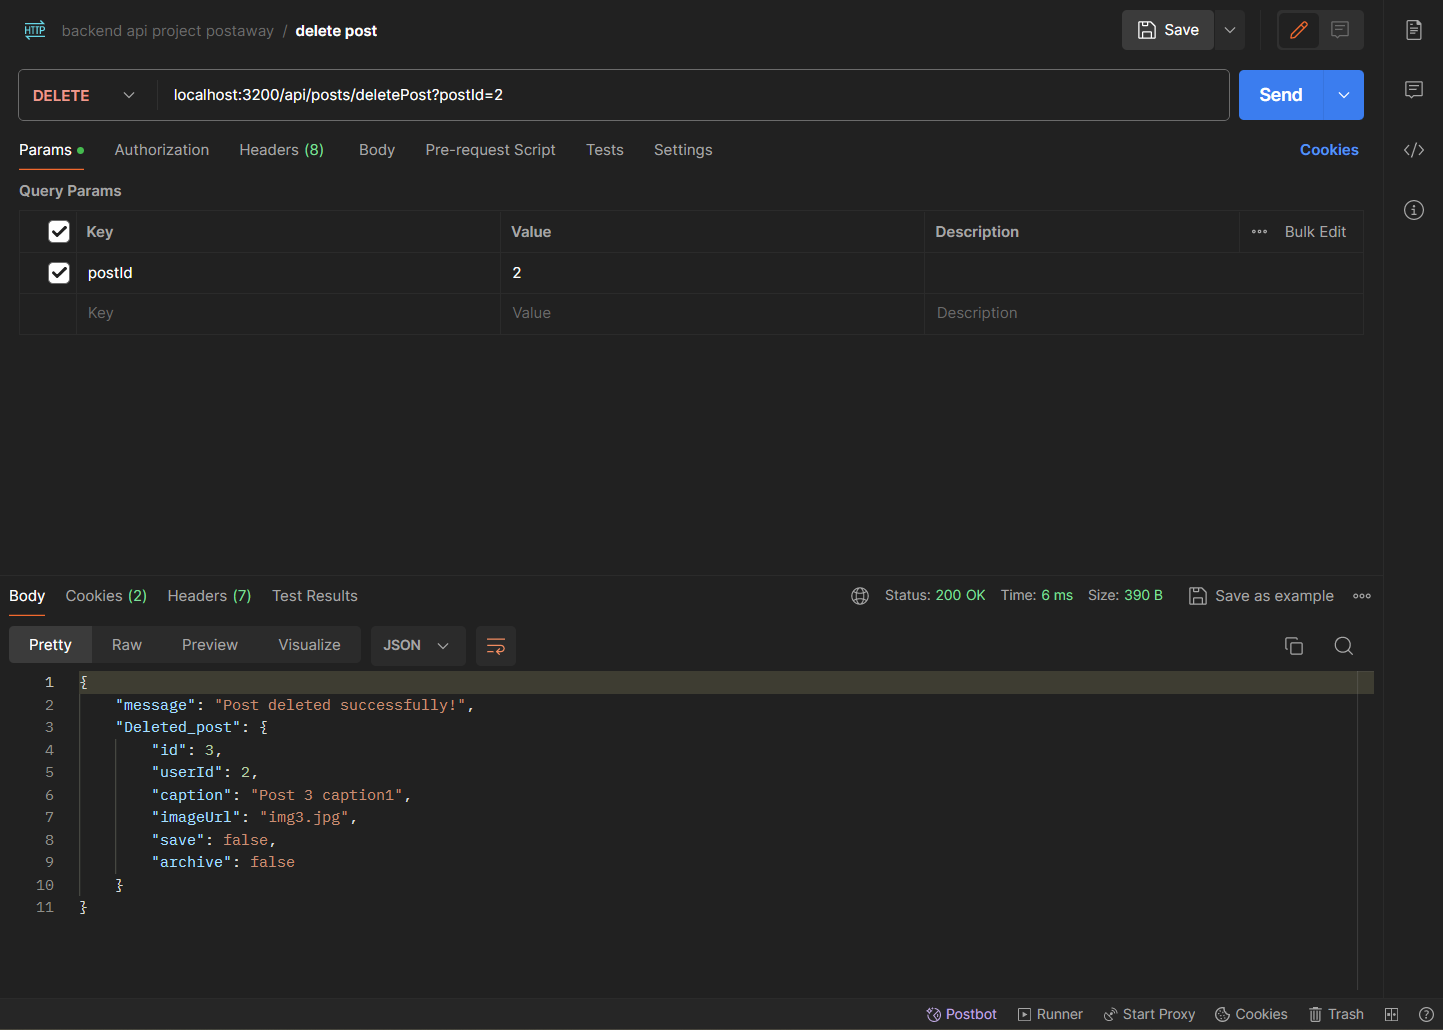 HTTP backend api project postaway / delete post Save
DELETE localhost:3200/api/posts/deletePost?postId=2 Send
Params Authorization Headers (8) Body Pre-request Script Tests Settings Cookies
Query Params
Key Value Description Bulk Edit
postId 2
Key Value Description
Body Cookies (2) Headers (7) Test Results Status: 200 OK Time: 6 ms Size: 390 B Save as example
Pretty Raw Preview Visualize JSON
1 {
2 "message": "Post deleted successfully!",
3 "Deleted_post": {
4 "id": 3,
5 "userId": 2,
6 "caption": "Post 3 caption1",
7 "imageUrl": "img3.jpg",
8 "save": false,
9 "archive": false
10 }
11 }
Postbot Runner Start Proxy Cookies Trash